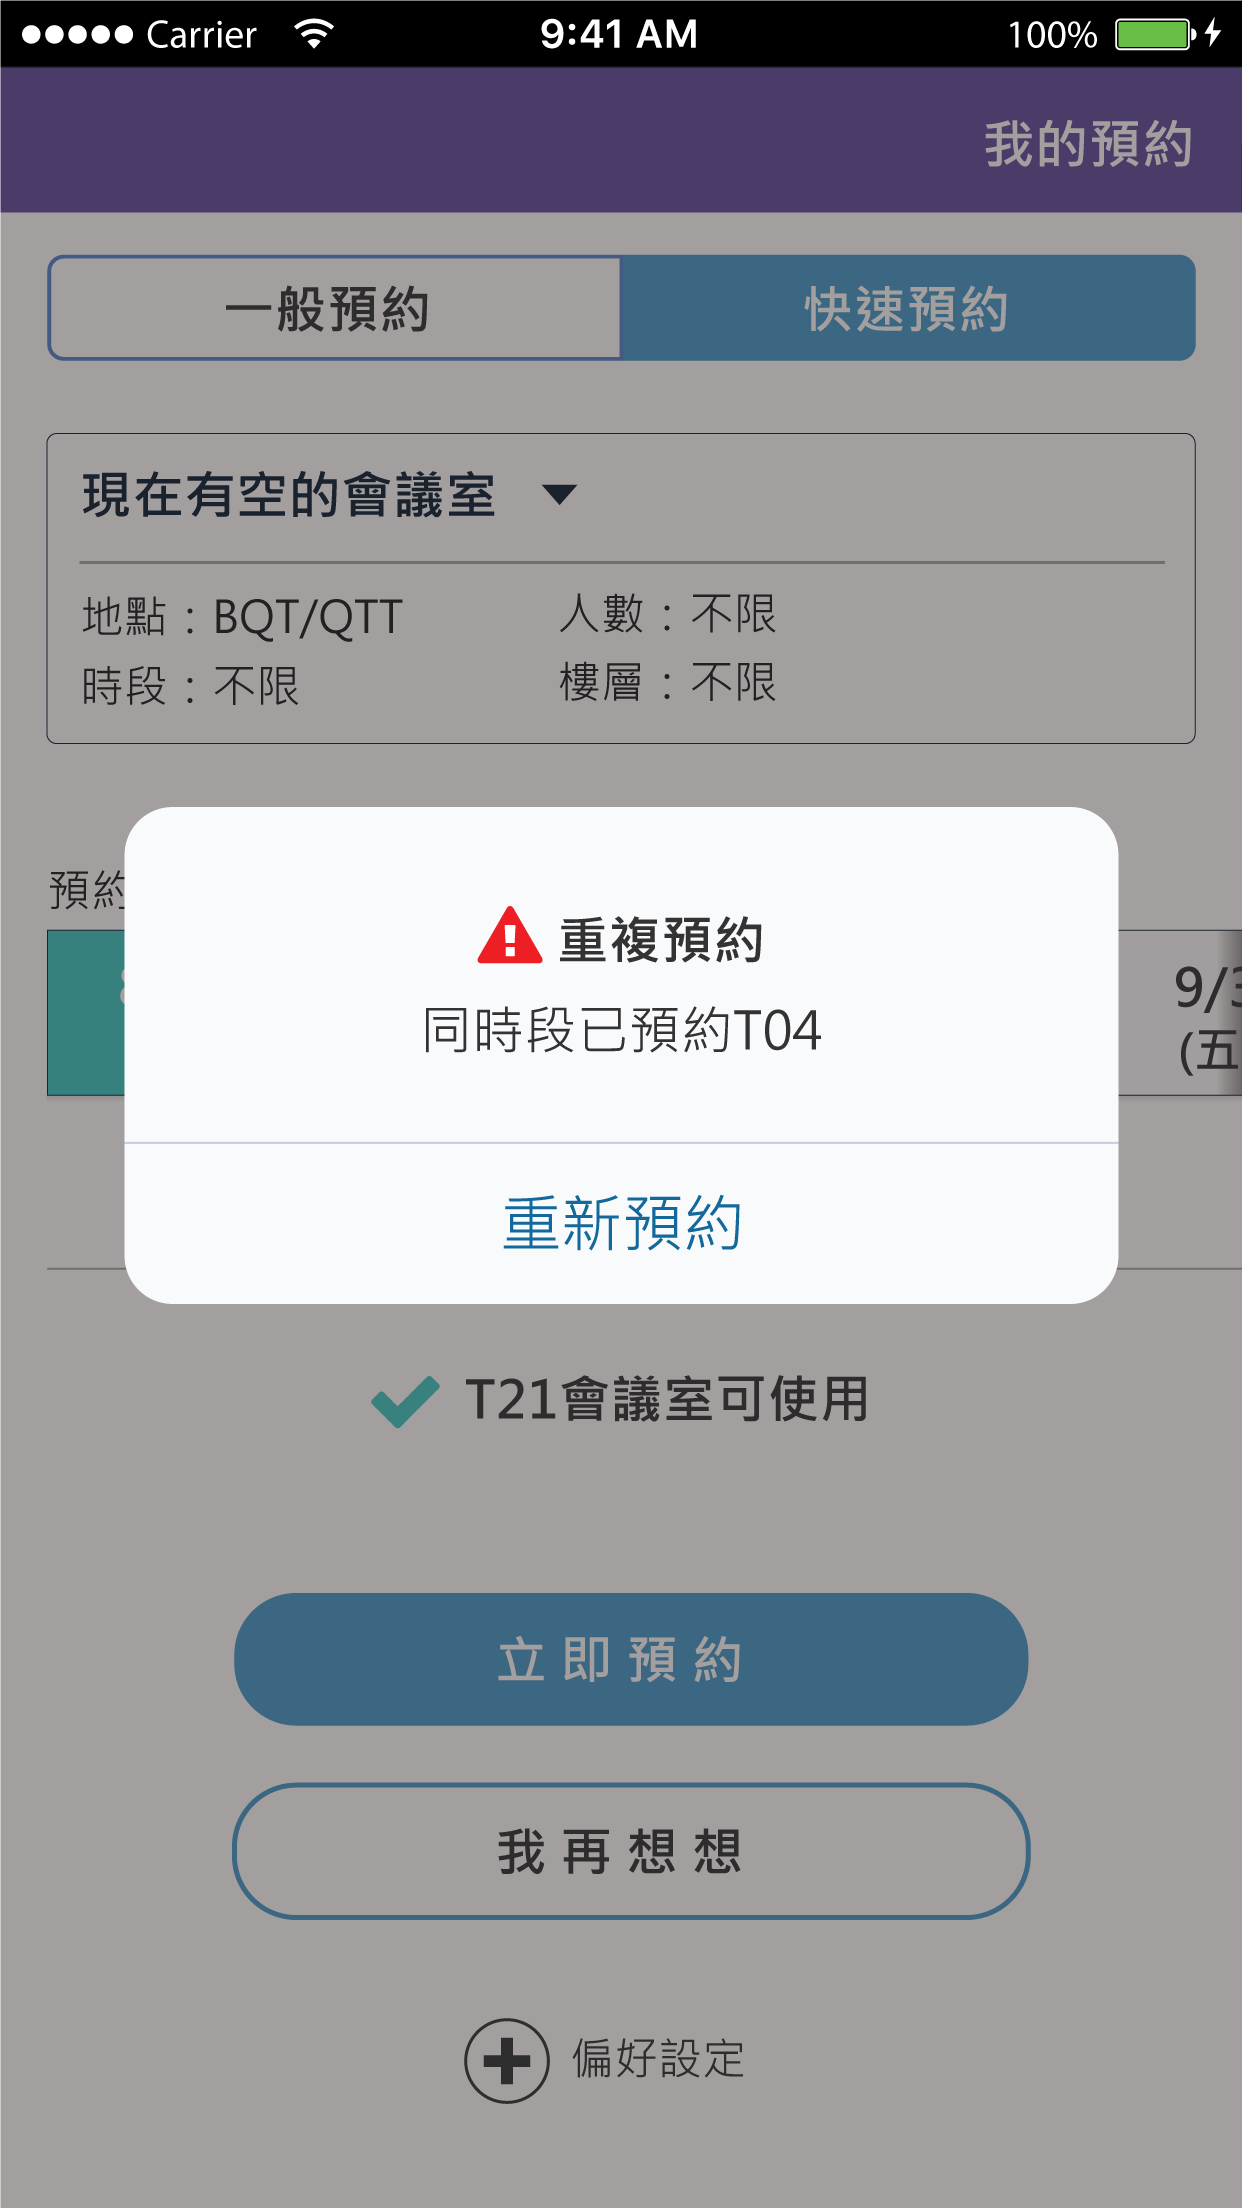 Carrier 9:41 AM 100%
我的預約
一般預約 快速預約
現在有空的會議室
地點：BQT/QTT 人數：不限
時段：不限 樓層：不限
預約
重複預約
同時段已預約T04
9/3
(五
重新預約
T21會議室可使用
立即預約
我再想想
偏好設定